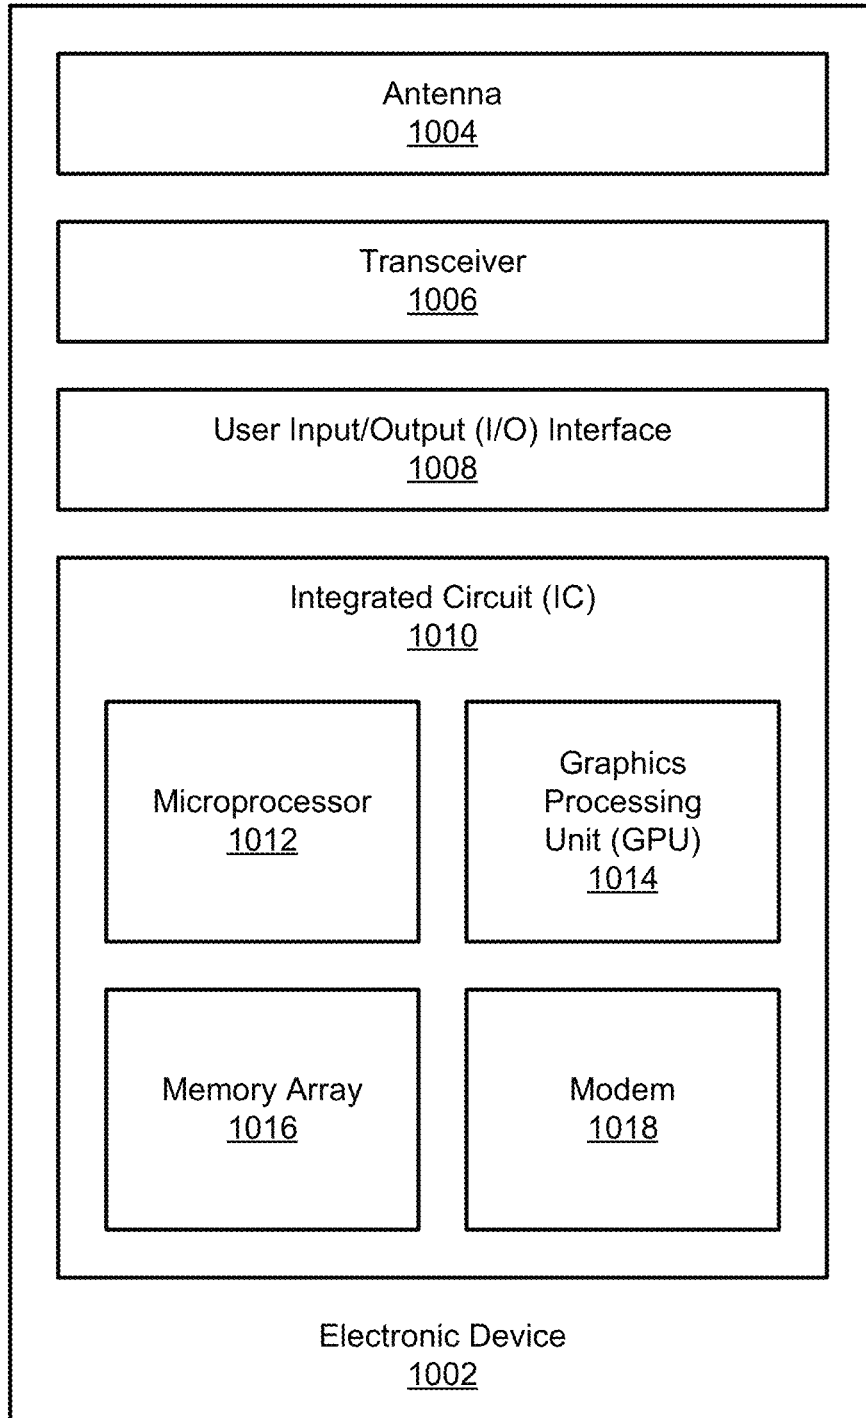 Antenna
1004
Transceiver
1006
User Input/Output (I/O) Interface
1008
Integrated Circuit (IC)
1010
Microprocessor
1012
Graphics
Processing
Unit (GPU)
1014
Memory Array
1016
Modem
1018
Electronic Device
1002